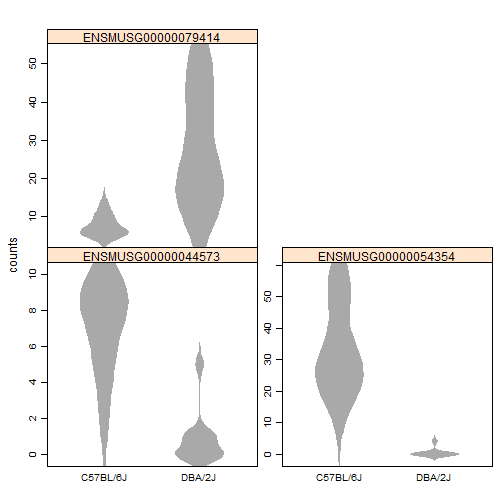 ENSMUSG00000079414
50
40
30
20
10
counts
ENSMUSG00000044573
10
8
6
4
2
0
C57BL/6J DBA/2J
ENSMUSG00000054354
50
40
30
20
10
0
C57BL/6J DBA/2J